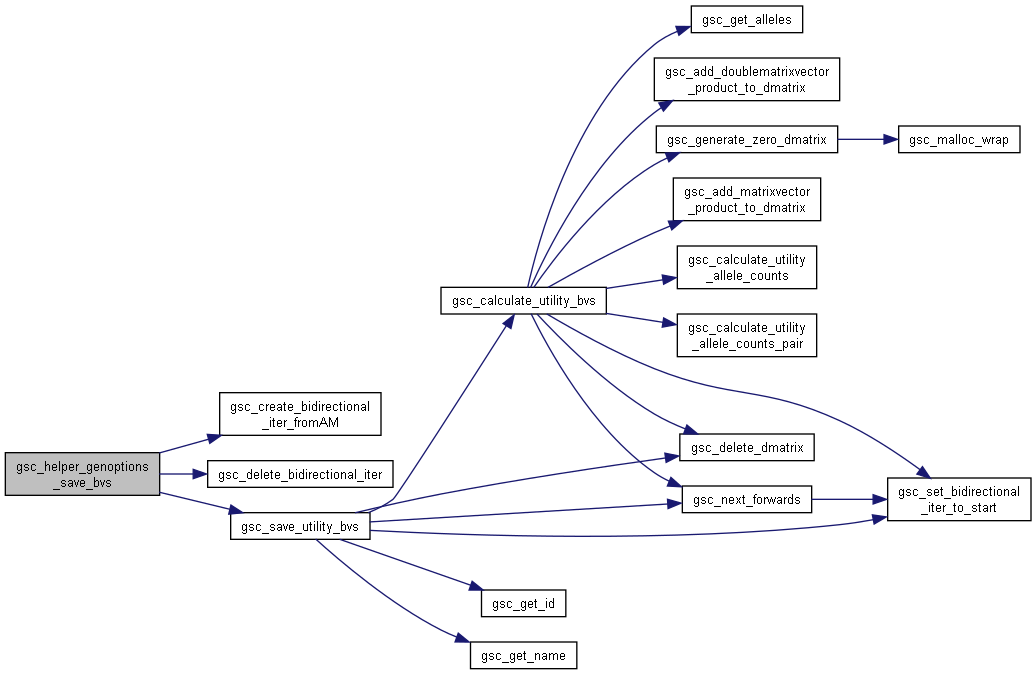 gsc_get_alleles
gsc_add_doublematrixvector
_product_to_dmatrix
gsc_generate_zero_dmatrix
gsc_malloc_wrap
gsc_add_matrixvector
_product_to_dmatrix
gsc_calculate_utility
_allele_counts
gsc_calculate_utility_bvs
gsc_calculate_utility
_allele_counts_pair
gsc_create_bidirectional
_iter_fromAM
gsc_delete_dmatrix
gsc_helper_genoptions
_save_bvs
gsc_delete_bidirectional_iter
gsc_next_forwards
gsc_set_bidirectional
_iter_to_start
gsc_save_utility_bvs
gsc_get_id
gsc_get_name